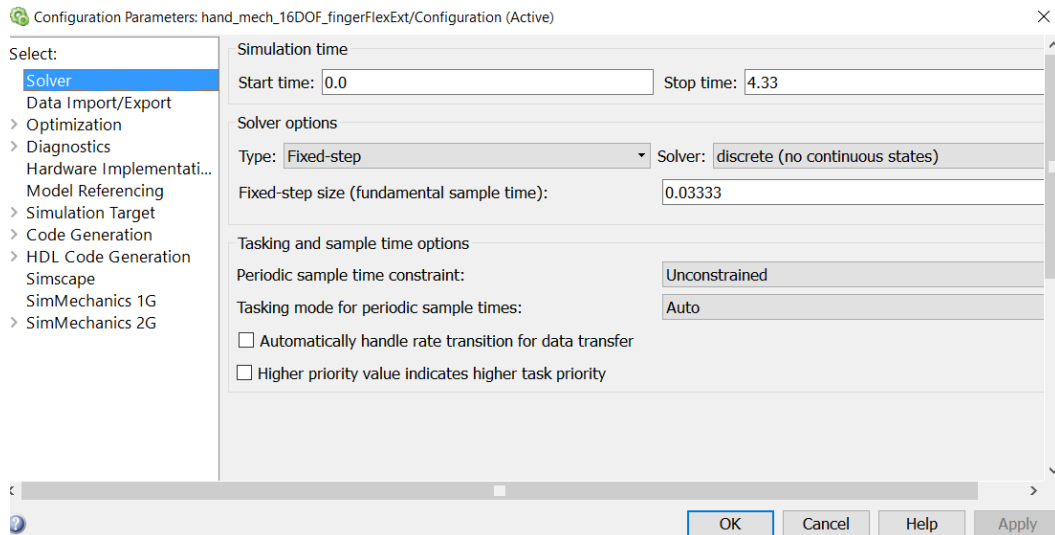 Configuration Parameters: hand_mech_16DOF_fingerFlexExt/Configuration (Active)
Select:
Solver
Data Import/Export
Optimization
Diagnostics
Hardware Implementati...
Model Referencing
Simulation Target
Code Generation
HDL Code Generation
Simscape
SimMechanics 1G
SimMechanics 2G
Simulation time
Start time: 0.0 Stop time: 4.33
Solver options
Type: Fixed-step Solver: discrete (no continuous states)
Fixed-step size (fundamental sample time): 0.03333
Tasking and sample time options
Periodic sample time constraint: Unconstrained
Tasking mode for periodic sample times: Auto
Automatically handle rate transition for data transfer
Higher priority value indicates higher task priority
OK Cancel Help Apply